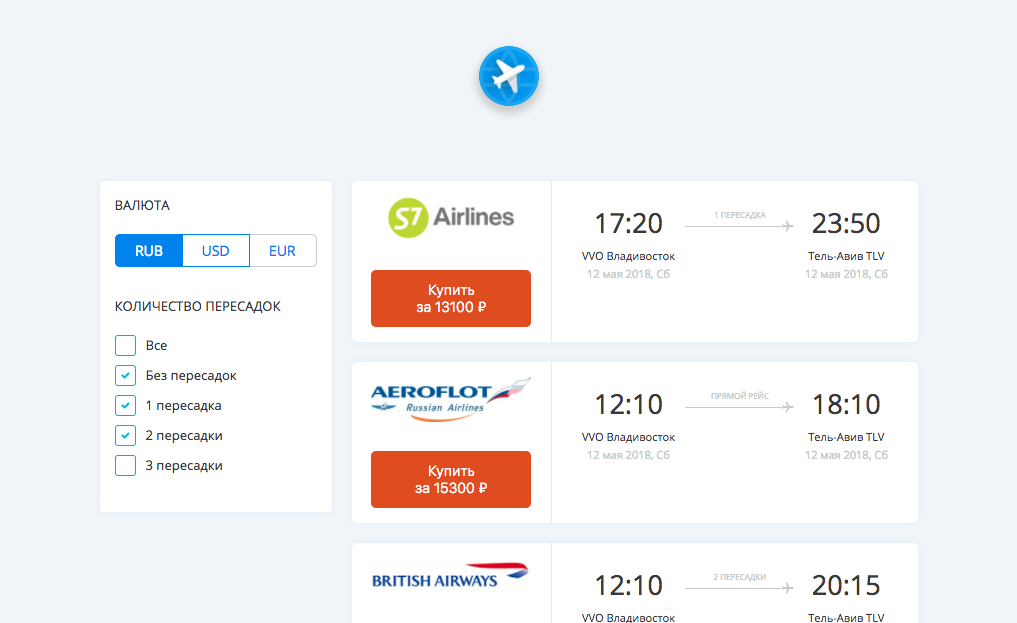 ВАЛЮТА
RUB USD EUR
КОЛИЧЕСТВО ПЕРЕСАДОК
Все
Без пересадок
1 пересадка
2 пересадки
3 пересадки
S7 Airlines
Купить
за 13100 ₽
17:20 1 ПЕРЕСАДКА 23:50
VVO Владивосток Тель-Авив TLV
12 мая 2018, Сб 12 мая 2018, Сб
AEROFLOT
Russian Airlines
Купить
за 15300 ₽
12:10 ПРЯМОЙ РЕЙС 18:10
VVO Владивосток Тель-Авив TLV
12 мая 2018, Сб 12 мая 2018, Сб
BRITISH AIRWAYS
12:10 2 ПЕРЕСАДКИ 20:15
VVO Владивосток Тель-Авив TLV